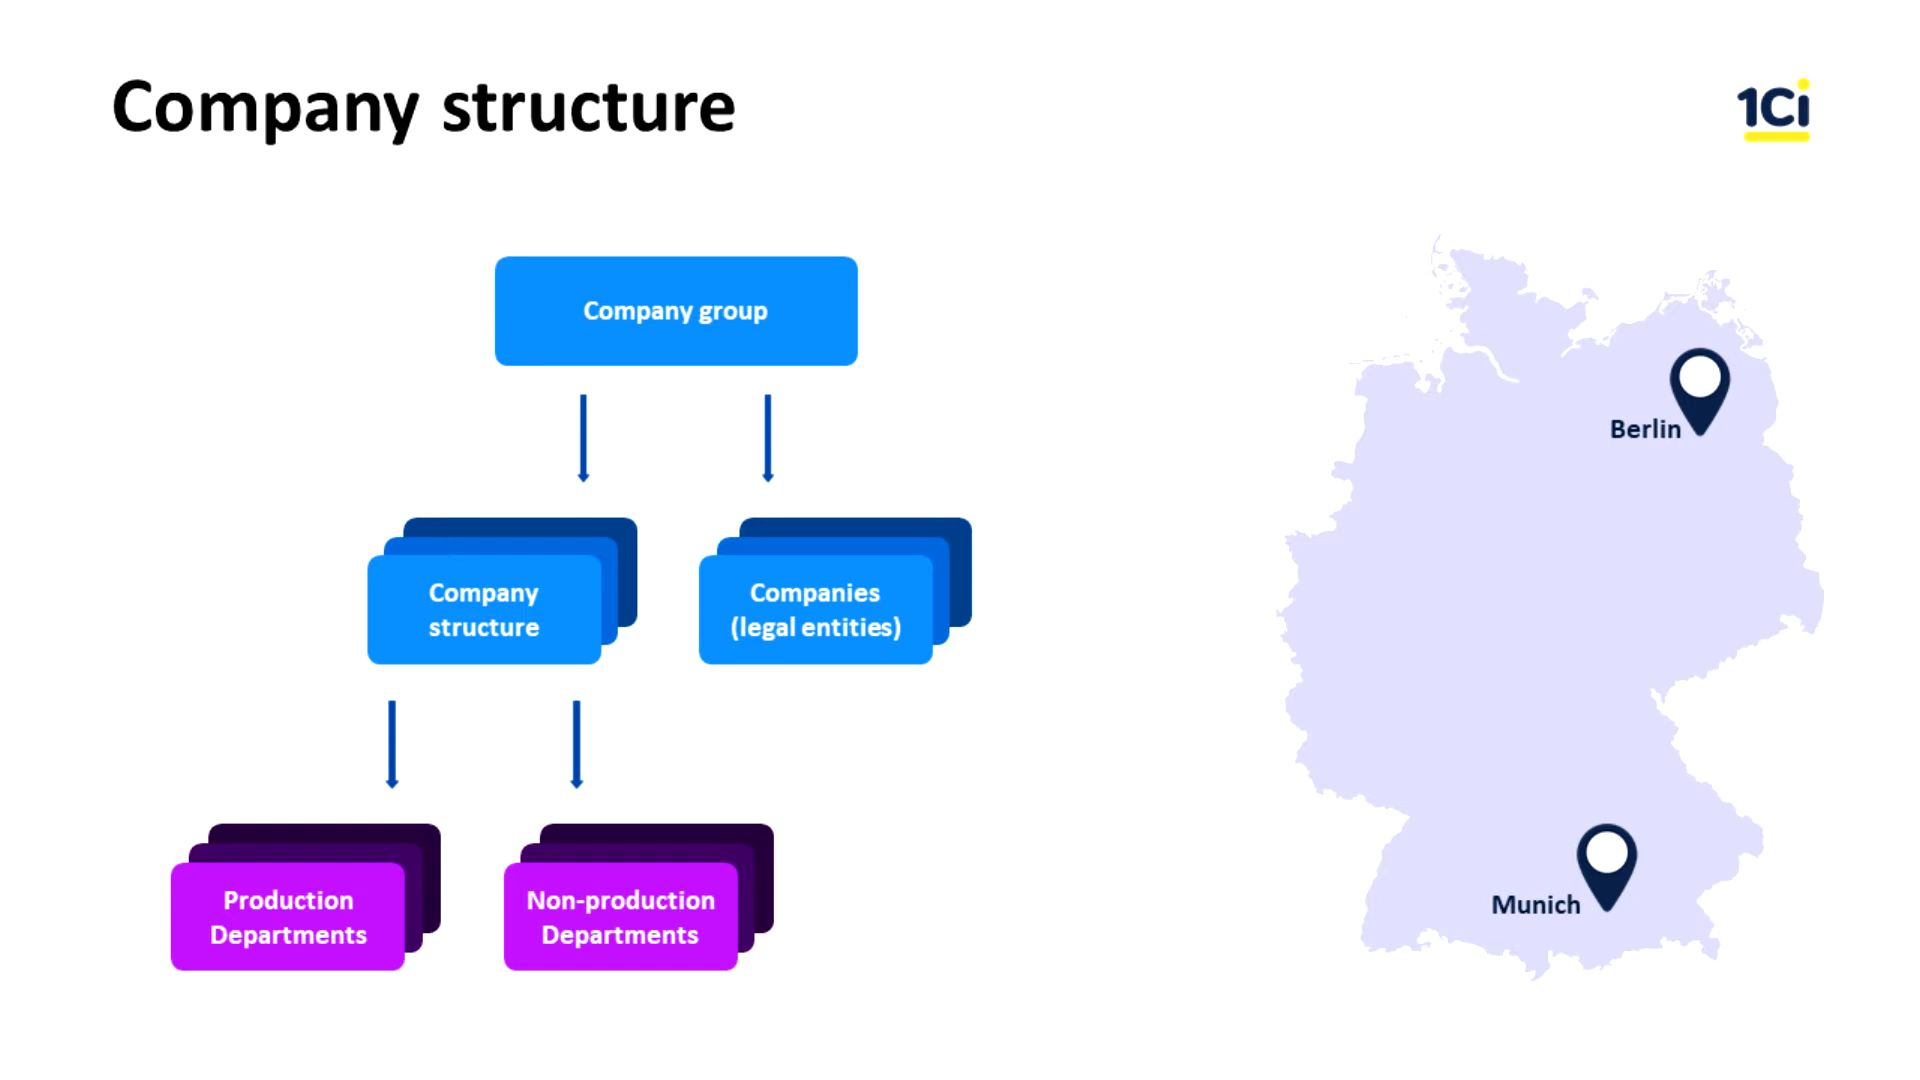 Company structure
1Ci
Company group
Company
structure
Companies
(legal entities)
Production
Departments
Non-production
Departments
Berlin
Munich